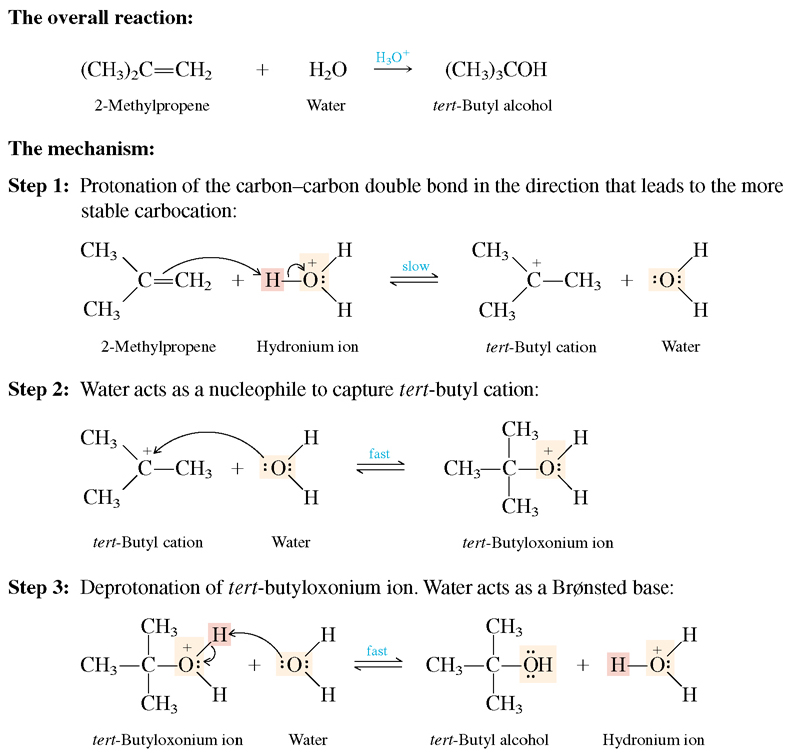 The overall reaction:
(CH₃)₂C=CH₂ + H₂O →H₃O⁺ (CH₃)₃COH
2-Methylpropene Water tert-Butyl alcohol
The mechanism:
Step 1: Protonation of the carbon–carbon double bond in the direction that leads to the more
stable carbocation:
CH₃ H CH₃ H
C=CH₂ + H—O:⁺ slow ⇌ C⁺—CH₃ + :O:
CH₃ H CH₃ H
2-Methylpropene Hydronium ion tert-Butyl cation Water
Step 2: Water acts as a nucleophile to capture tert-butyl cation:
CH₃ H CH₃ H
C⁺—CH₃ + :O: fast ⇌ CH₃—C—O:⁺
CH₃ H CH₃ H
tert-Butyl cation Water tert-Butyloxonium ion
Step 3: Deprotonation of tert-butyloxonium ion. Water acts as a Brønsted base:
CH₃ H H CH₃ H
CH₃—C—O:⁺ + :O: fast ⇌ CH₃—C—ÖH + H—O:⁺
CH₃ H H CH₃ H
tert-Butyloxonium ion Water tert-Butyl alcohol Hydronium ion